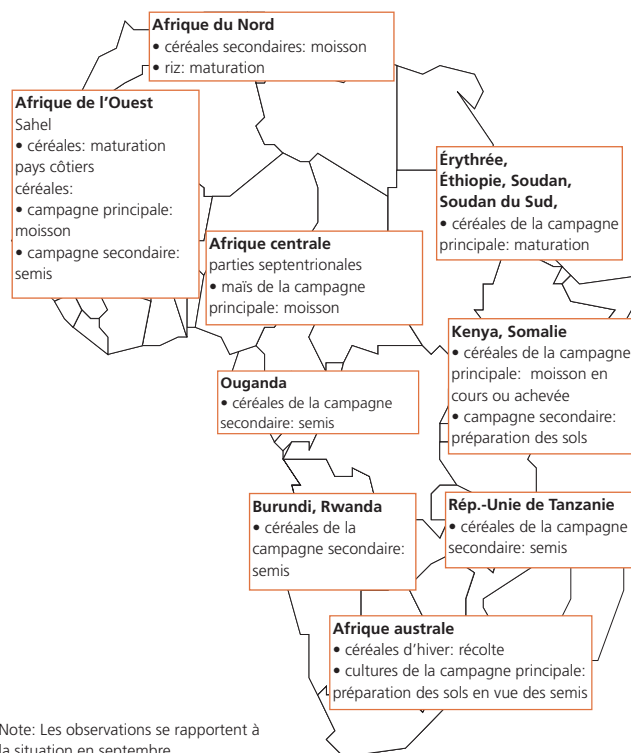 Afrique du Nord
• céréales secondaires: moisson
• riz: maturation
Afrique de l'Ouest
Sahel
• céréales: maturation
pays côtiers
céréales:
• campagne principale:
moisson
• campagne secondaire:
semis
Érythrée,
Éthiopie, Soudan,
Soudan du Sud,
• céréales de la campagne
principale: maturation
Afrique centrale
parties septentrionales
• maïs de la campagne
principale: moisson
Kenya, Somalie
• céréales de la campagne
principale: moisson en
cours ou achevée
• campagne secondaire:
préparation des sols
Ouganda
• céréales de la campagne
secondaire: semis
Burundi, Rwanda
• céréales de la
campagne secondaire:
semis
Rép.-Unie de Tanzanie
• céréales de la campagne
secondaire: semis
Afrique australe
• céréales d'hiver: récolte
• cultures de la campagne principale:
préparation des sols en vue des semis
Note: Les observations se rapportent à
la situation en septembre